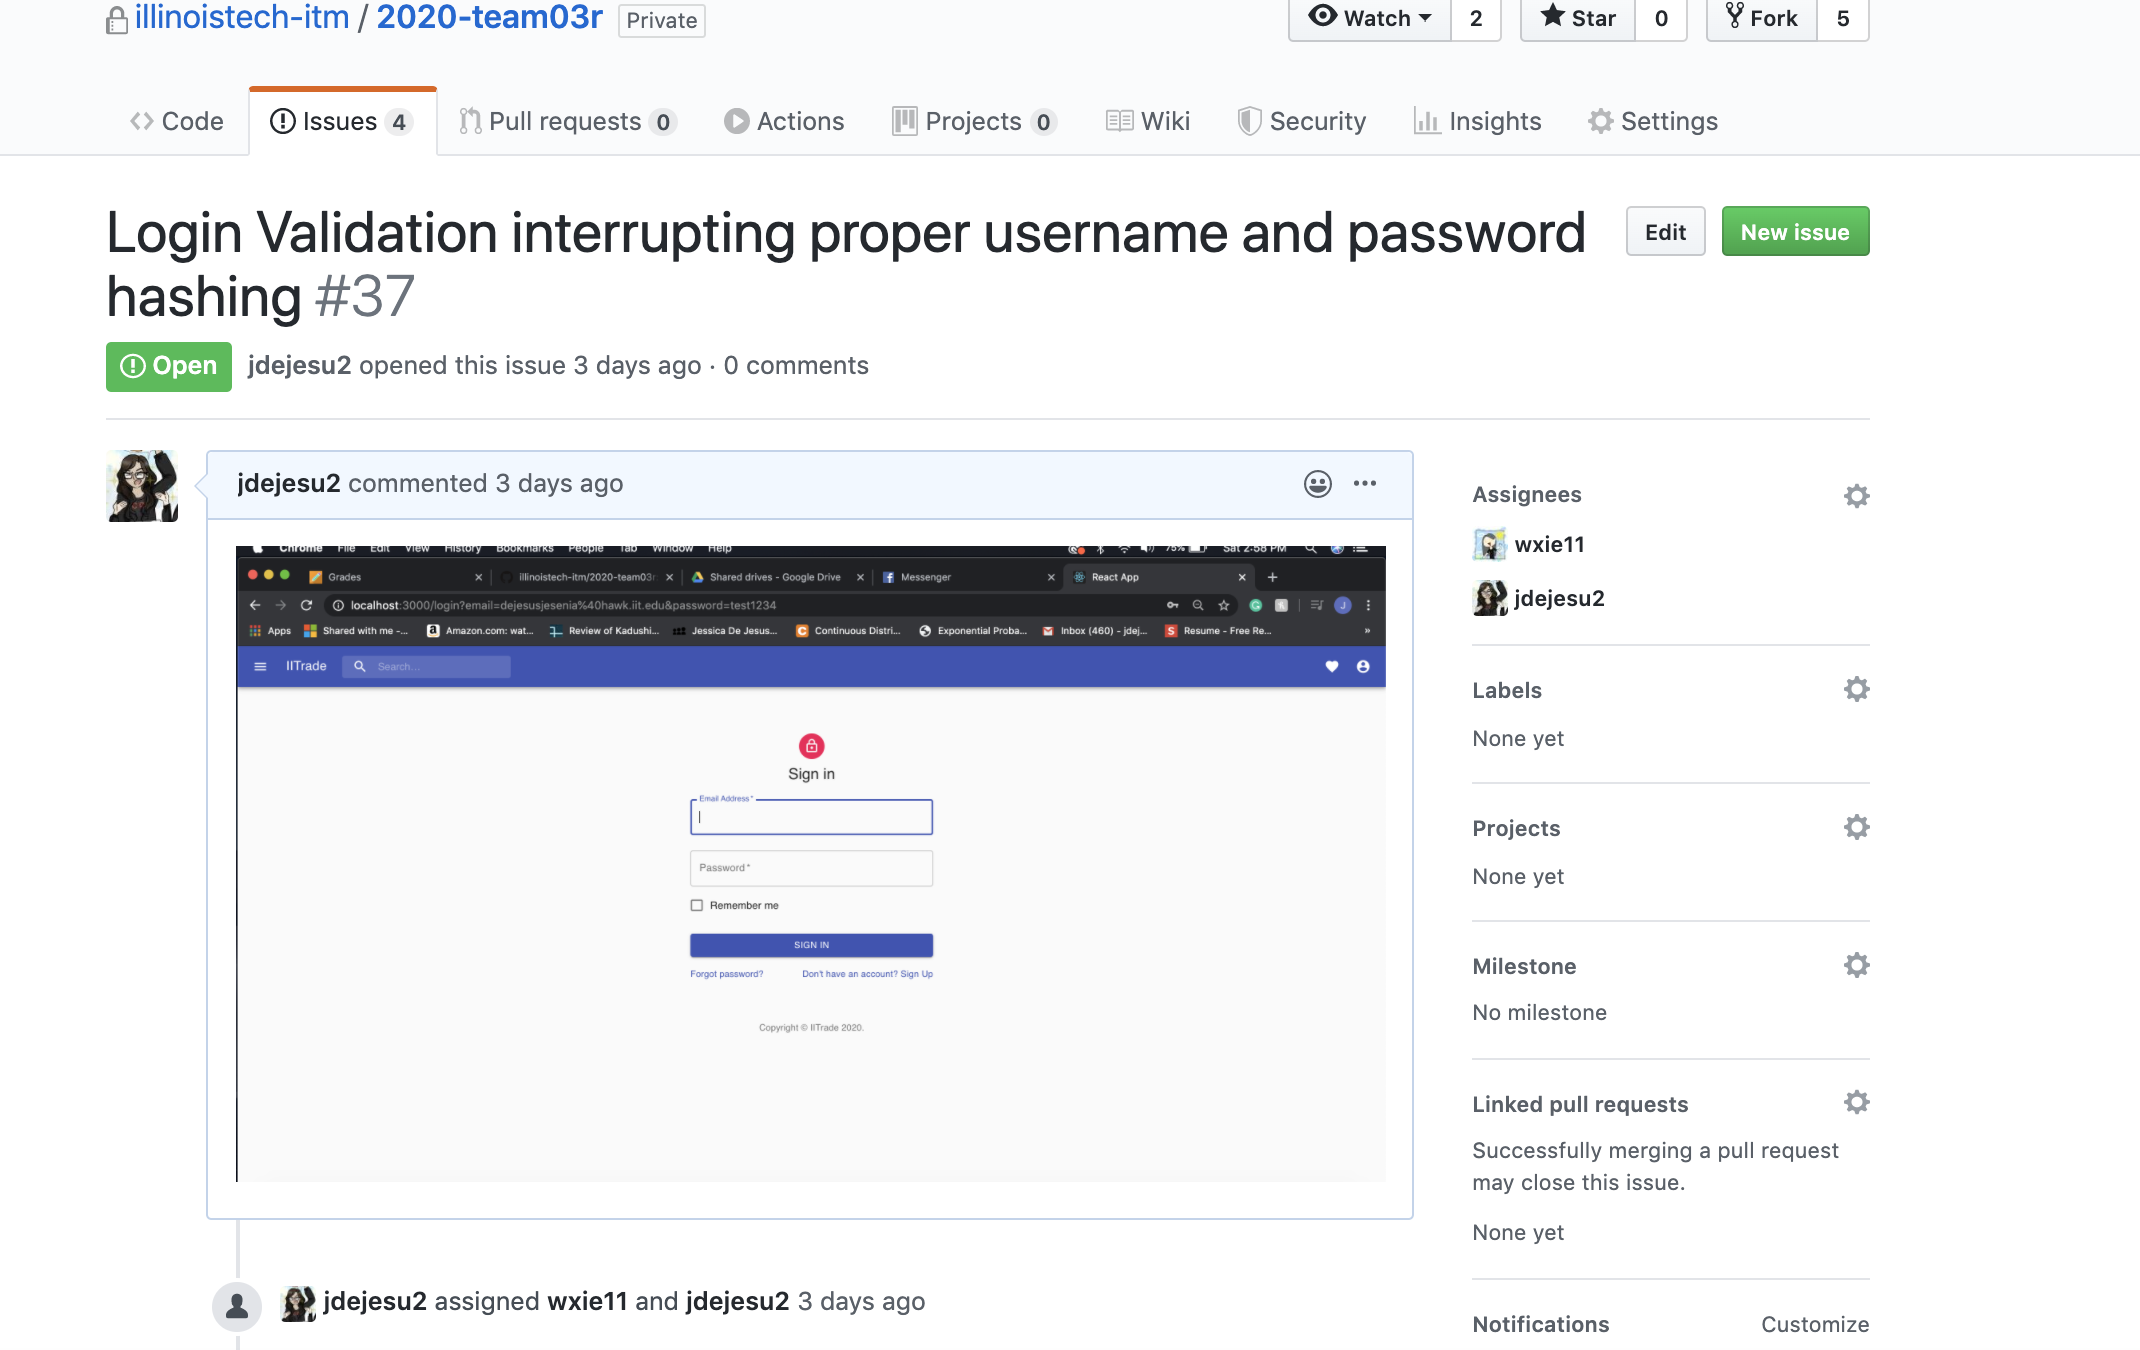 illinoistech-itm / 2020-team03r Private
Watch 2 Star 0 Fork 5
Code Issues 4 Pull requests 0 Actions Projects 0 Wiki Security Insights Settings
Login Validation interrupting proper username and password
hashing #37
Edit New issue
Open jdejesu2 opened this issue 3 days ago · 0 comments
jdejesu2 commented 3 days ago
Chrome File Edit View History Bookmarks People Tab Window Help 75% Sat 2:58 PM
Grades illinoistech-itm/2020-team03r Shared drives - Google Drive Messenger React App
localhost:3000/login?email=dejesusjesenia%40hawk.iit.edu&password=test1234
Apps Shared with me -... Amazon.com: wat... Review of Kadushi... Jessica De Jesus... Continuous Distri... Exponential Proba... Inbox (460) - jdej... Resume - Free Re... »
IITrade Search...
Sign in
Email Address *
Password *
Remember me
SIGN IN
Forgot password? Don't have an account? Sign Up
Copyright © IITrade 2020.
jdejesu2 assigned wxie11 and jdejesu2 3 days ago
Assignees
wxie11
jdejesu2
Labels
None yet
Projects
None yet
Milestone
No milestone
Linked pull requests
Successfully merging a pull request
may close this issue.
None yet
Notifications Customize